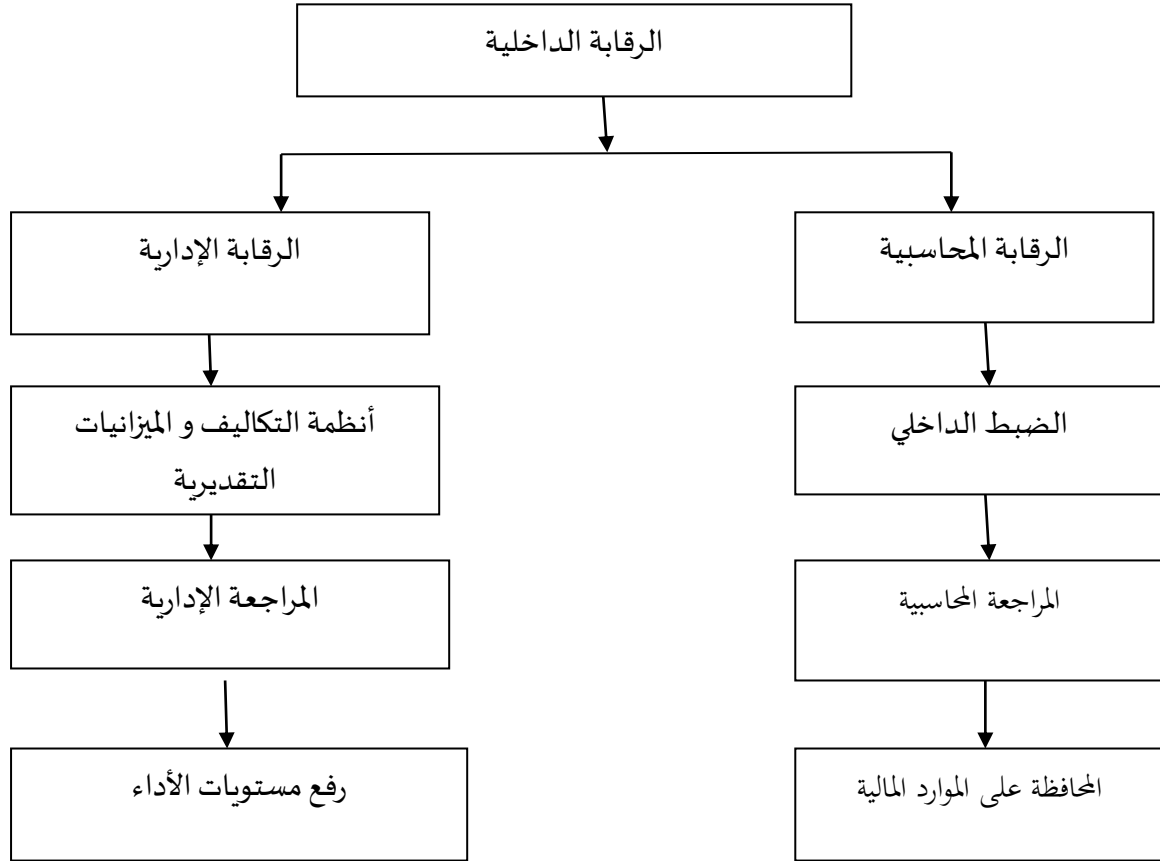 الرقابة الداخلية
الرقابة المحاسبية
الرقابة الإدارية
الضبط الداخلي
أنظمة التكاليف و الميزانيات
التقديرية
المراجعة المحاسبية
المراجعة الإدارية
المحافظة على الموارد المالية
رفع مستويات الأداء